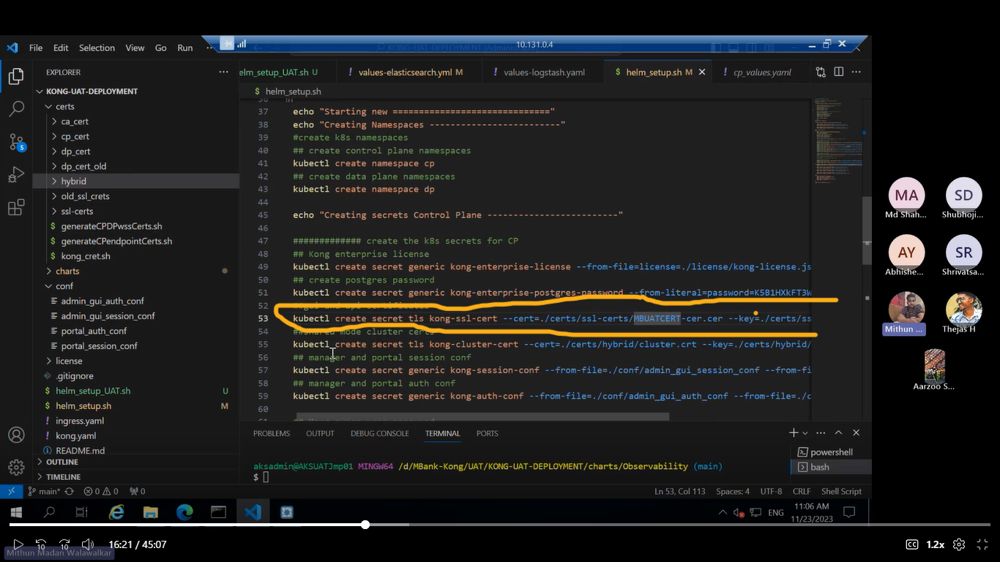 10.131.0.4
File Edit Selection View Go Run ···
EXPLORER
KONG-UAT-DEPLOYMENT
certs
ca_cert
cp_cert
dp_cert
dp_cert_old
hybrid
old_ssl_crets
ssl-certs
generateCPDPwssCerts.sh
generateCPendpointCerts.sh
kong_cret.sh
charts
conf
admin_gui_auth_conf
admin_gui_session_conf
portal_auth_conf
portal_session_conf
license
.gitignore
helm_setup_UAT.sh U
helm_setup.sh M
ingress.yaml
kong.yaml
README.md
OUTLINE
TIMELINE
elm_setup_UAT.sh U values-elasticsearch.yml M values-logstash.yaml helm_setup.sh M cp_values.yaml
helm_setup.sh
37 echo "Starting new =============================="
38 echo "Creating Namespaces -------------------------"
39 #create k8s namespaces
40 ## create control plane namespaces
41 kubectl create namespace cp
42 ## create data plane namespaces
43 kubectl create namespace dp
44
45 echo "Creating secrets Control Plane -------------------------"
46
47 ############# create the k8s secrets for CP
48 ## Kong enterprise license
49 kubectl create secret generic kong-enterprise-license --from-file=license=./license/kong-license.js
50 ## create postgres password
51 kubectl create secret generic kong-enterprise-postgres-password --from-literal=password=K5B1HXkFT3W
52
53 kubectl create secret tls kong-ssl-cert --cert=./certs/ssl-certs/MBUATCERT-cer.cer --key=./certs/ss
54 ##shared mode cluster certs
55 kubectl create secret tls kong-cluster-cert --cert=./certs/hybrid/cluster.crt --key=./certs/hybrid/
56 ## manager and portal session conf
57 kubectl create secret generic kong-session-conf --from-file=./conf/admin_gui_session_conf --from-fi
58 ## manager and portal auth conf
59 kubectl create secret generic kong-auth-conf --from-file=./conf/admin_gui_auth_conf --from-file=./c
60
PROBLEMS OUTPUT DEBUG CONSOLE TERMINAL PORTS
aksadmin@AKSUATJmp01 MINGW64 /d/MBank-Kong/UAT/KONG-UAT-DEPLOYMENT/charts/Observability (main)
$
powershell
bash
main* 0 0 0 Ln 53, Col 113 Spaces: 4 UTF-8 CRLF Shell Script
ENG
11:06 AM
11/23/2023
MA SD
Md Shah... Shubhoji...
AY SR
Abhishe... Shrivatsa...
Mithun ... Thejas H
Aarzoo S...
10 10 16:21 / 45:07 CC 1.2x
Mithun Madan Walawalkar